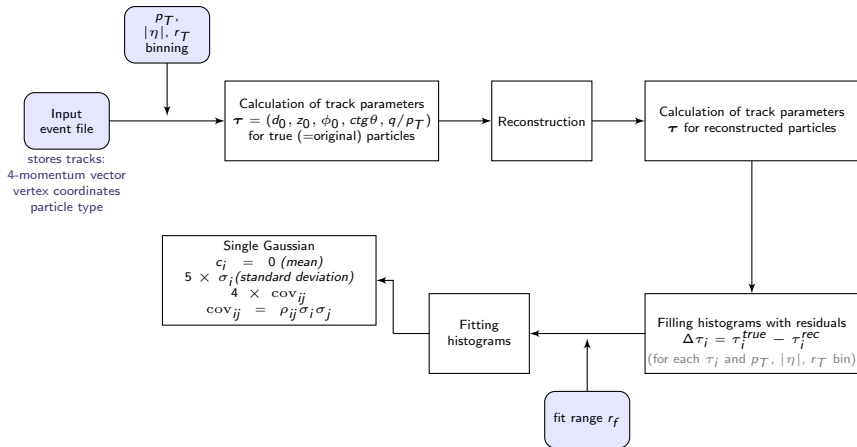 p_T,
|η|, r_T
binning
Input
event file
stores tracks:
4-momentum vector
vertex coordinates
particle type
Calculation of track parameters
τ = (d_0, z_0, ϕ_0, ctgθ, q/p_T)
for true (=original) particles
Reconstruction
Calculation of track parameters
τ for reconstructed particles
Single Gaussian
c_i = 0 (mean)
5 × σ_i (standard deviation)
4 × cov_ij
cov_ij = ρ_ij σ_i σ_j
Fitting
histograms
Filling histograms with residuals
Δτ_i = τ_i^true − τ_i^rec
(for each τ_i and p_T, |η|, r_T bin)
fit range r_f